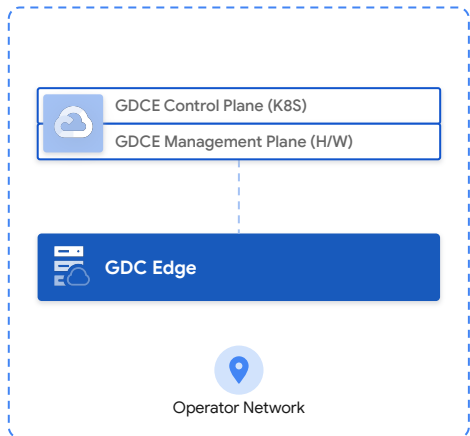 GDCE Control Plane (K8S)
GDCE Management Plane (H/W)
GDC Edge
Operator Network